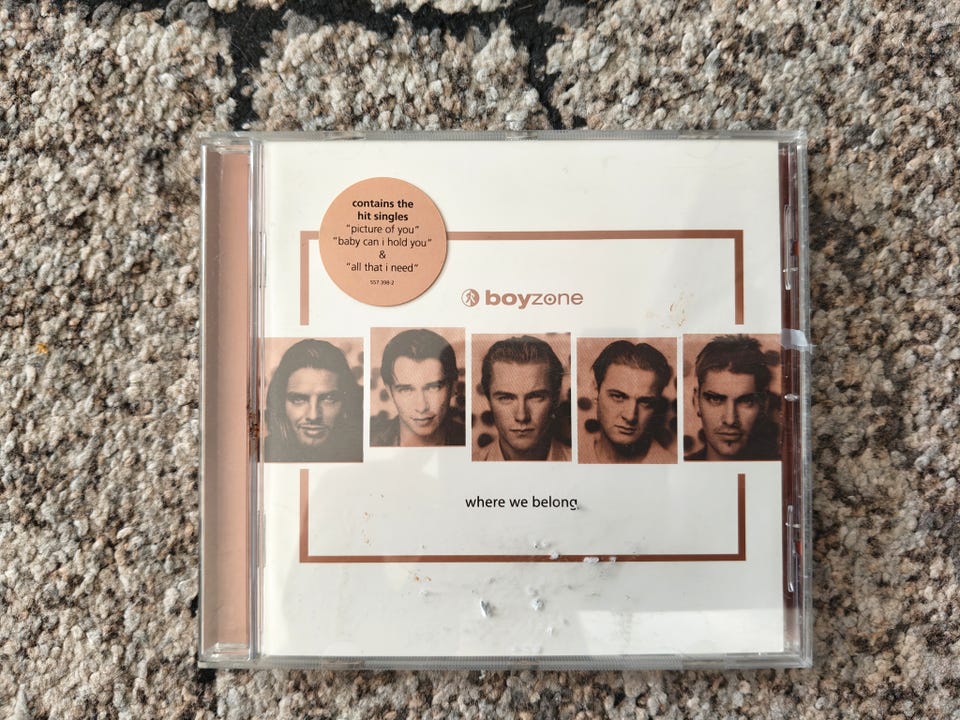 contains the
hit singles
"picture of you"
"baby can i hold you"
&
"all that i need"
557 398-2
boyzone
where we belong